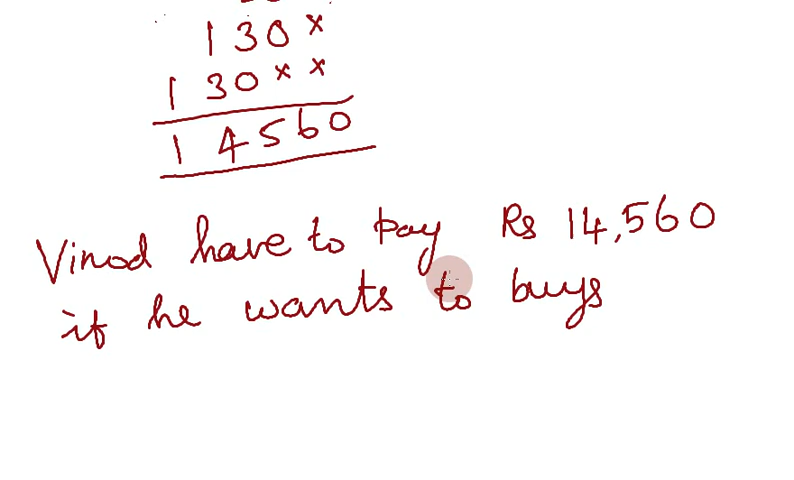 130×
130××
14560
Vinod have to pay Rs 14,560
if he wants to buys